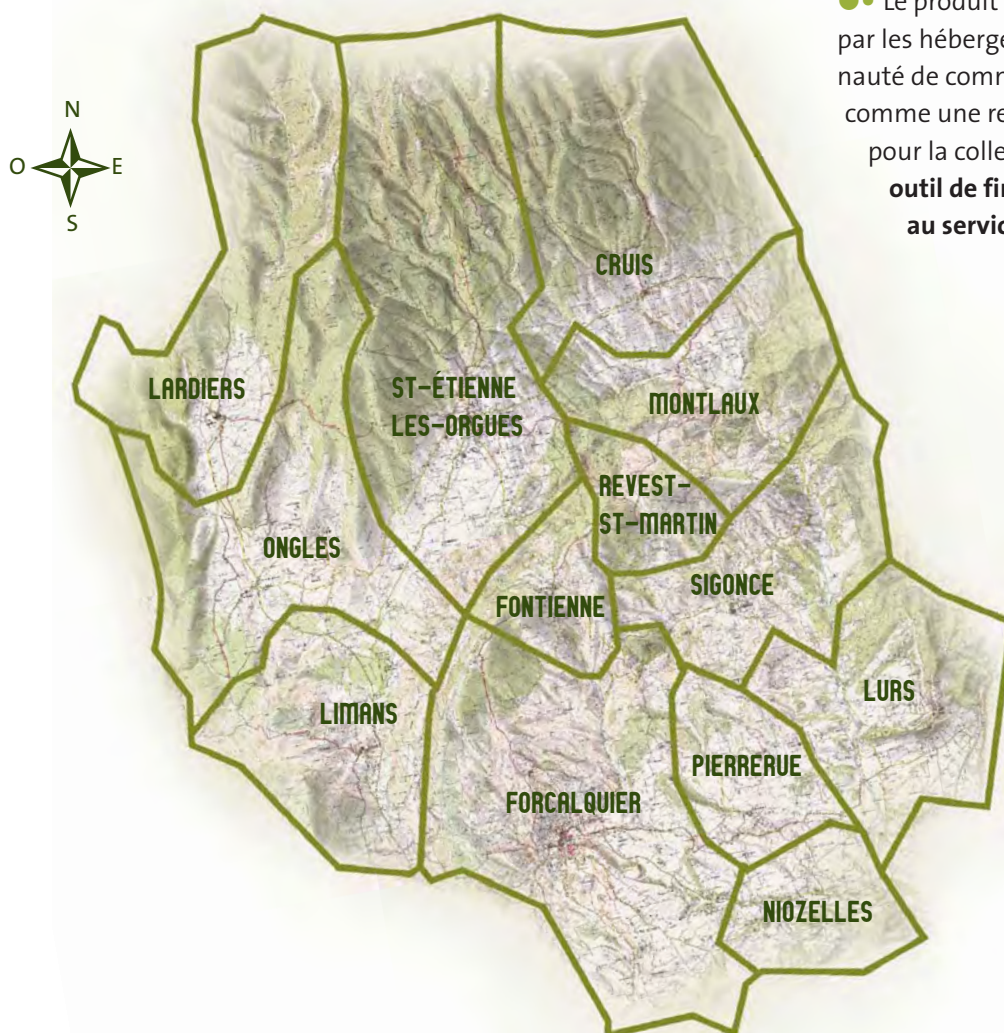 Le produit
par les héberge
nauté de comm
comme une re
pour la colle
outil de fin
au servic
N
O E
S
CRUIS
LARDIERS
ST-ÉTIENNE
LES-ORGUES
MONTLAUX
REVEST-
ST-MARTIN
ONGLES
SIGONCE
FONTIENNE
LURS
LIMANS
PIERRERUE
FORCALQUIER
NIOZELLES